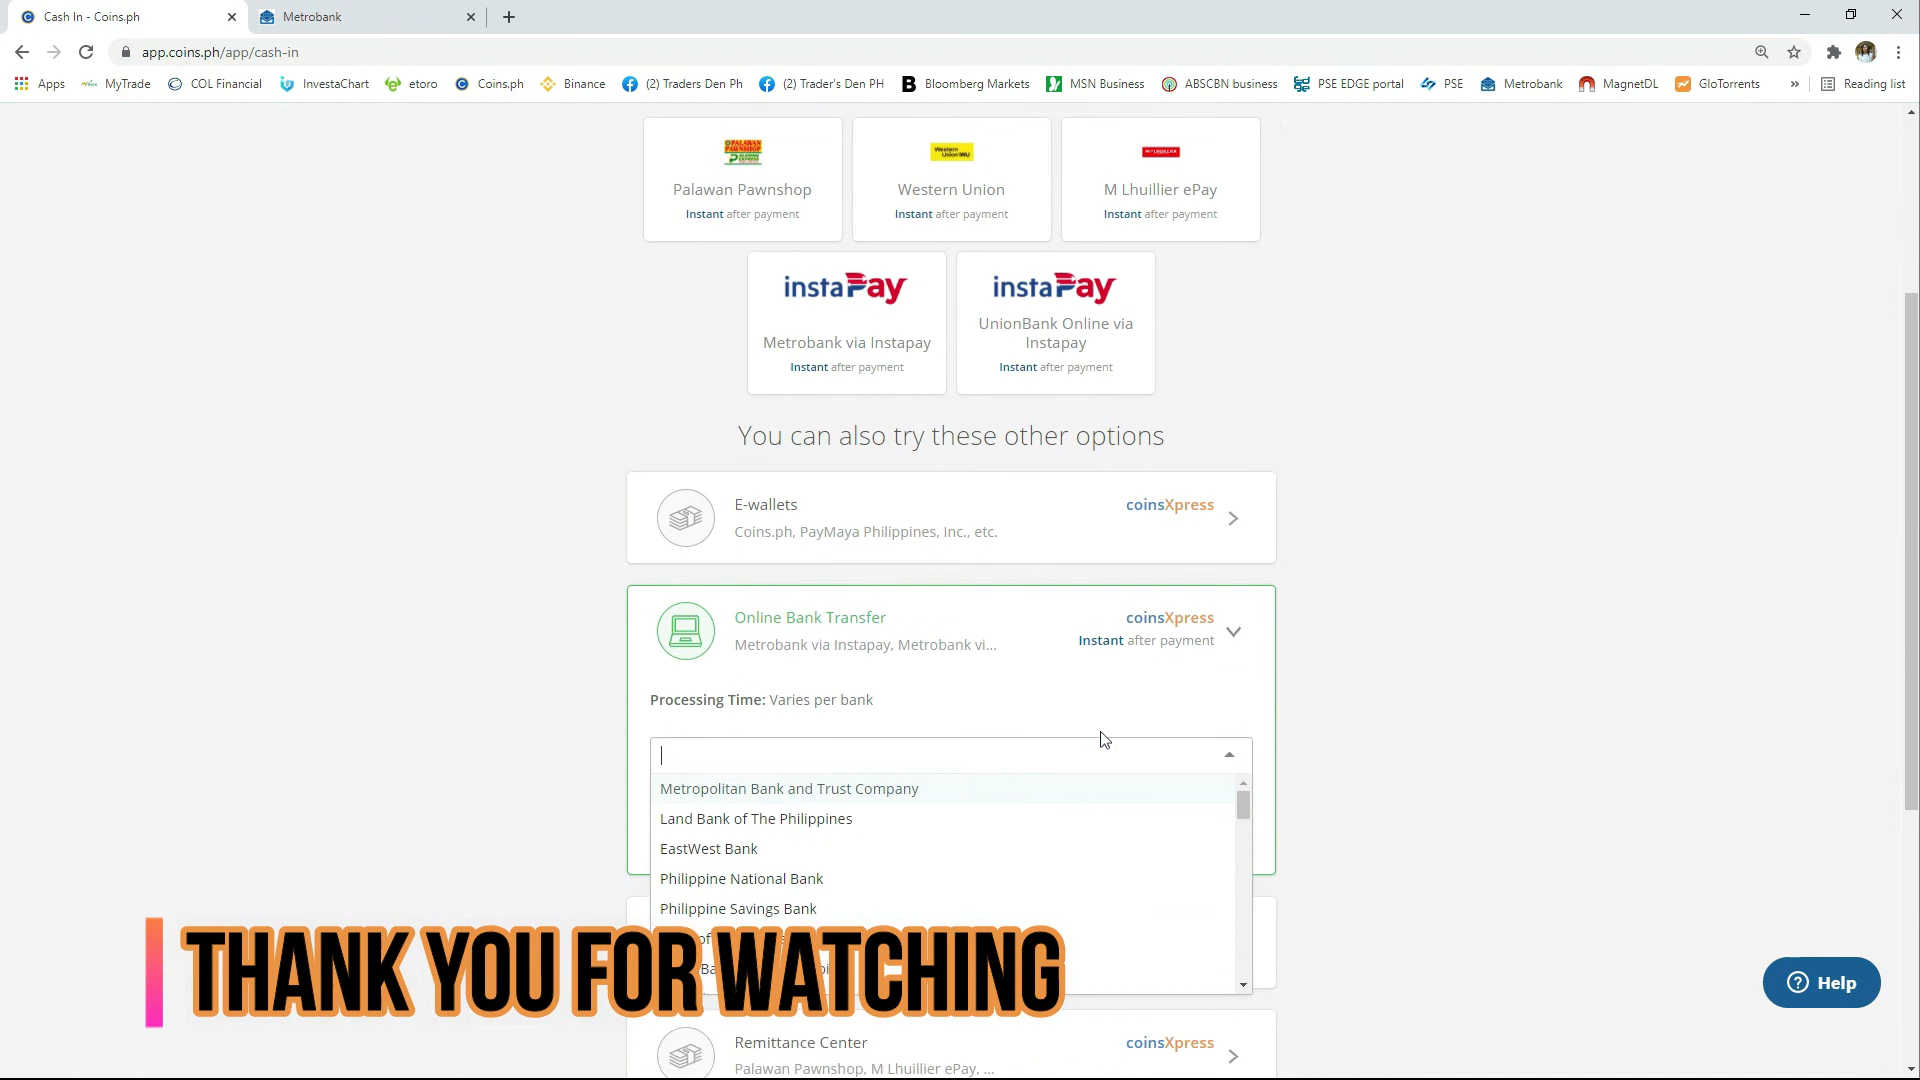 Cash In - Coins.ph
Metrobank
app.coins.ph/app/cash-in
Apps MyTrade COL Financial InvestaChart etoro Coins.ph Binance (2) Traders Den Ph (2) Trader's Den PH Bloomberg Markets MSN Business ABSCBN business PSE EDGE portal PSE Metrobank MagnetDL GloTorrents » Reading list
PALAWAN PAWNSHOP
Western Union WU
M LHUILLIER
Palawan Pawnshop
Instant after payment
Western Union
Instant after payment
M Lhuillier ePay
Instant after payment
instaPay
Metrobank via Instapay
Instant after payment
instaPay
UnionBank Online via
Instapay
Instant after payment
You can also try these other options
E-wallets
coinsXpress
Coins.ph, PayMaya Philippines, Inc., etc.
Online Bank Transfer
coinsXpress
Metrobank via Instapay, Metrobank vi...
Instant after payment
Processing Time: Varies per bank
Metropolitan Bank and Trust Company
Land Bank of The Philippines
EastWest Bank
Philippine National Bank
Philippine Savings Bank
THANK YOU FOR WATCHING
Help
Remittance Center
coinsXpress
Palawan Pawnshop, M Lhuillier ePay, ...